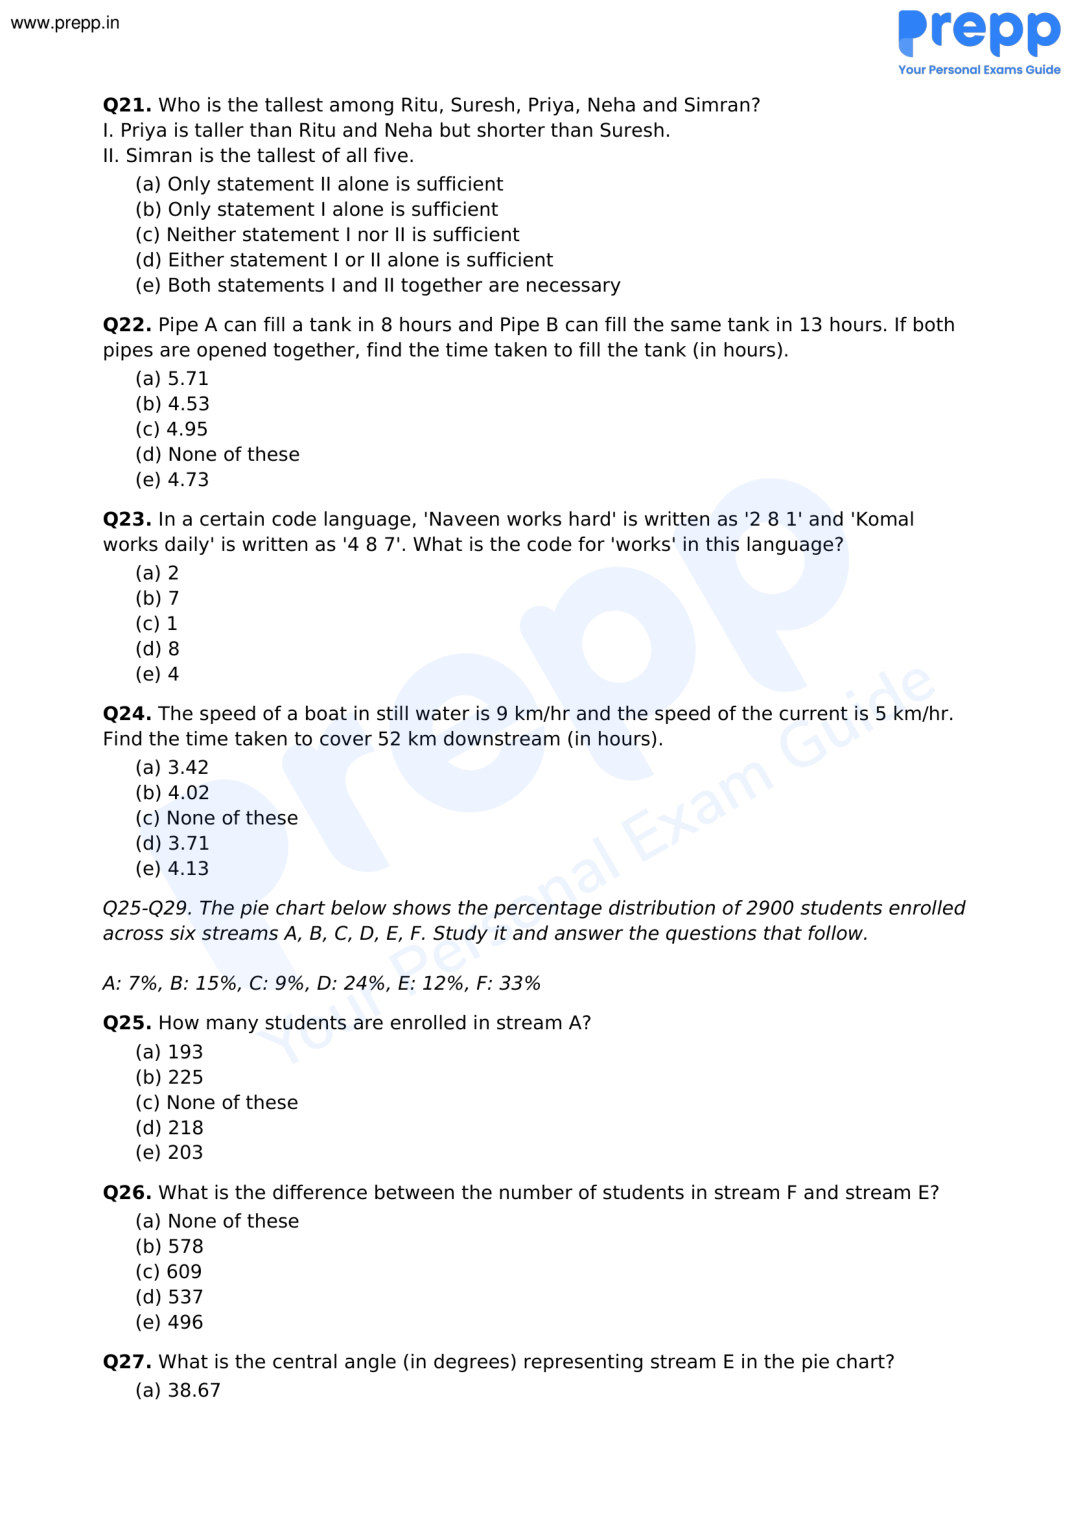 www.prepp.in
Prepp
Your Personal Exams Guide
Q21. Who is the tallest among Ritu, Suresh, Priya, Neha and Simran?
I. Priya is taller than Ritu and Neha but shorter than Suresh.
II. Simran is the tallest of all five.
(a) Only statement II alone is sufficient
(b) Only statement I alone is sufficient
(c) Neither statement I nor II is sufficient
(d) Either statement I or II alone is sufficient
(e) Both statements I and II together are necessary
Q22. Pipe A can fill a tank in 8 hours and Pipe B can fill the same tank in 13 hours. If both
pipes are opened together, find the time taken to fill the tank (in hours).
(a) 5.71
(b) 4.53
(c) 4.95
(d) None of these
(e) 4.73
Q23. In a certain code language, 'Naveen works hard' is written as '2 8 1' and 'Komal
works daily' is written as '4 8 7'. What is the code for 'works' in this language?
(a) 2
(b) 7
(c) 1
(d) 8
(e) 4
Q24. The speed of a boat in still water is 9 km/hr and the speed of the current is 5 km/hr.
Find the time taken to cover 52 km downstream (in hours).
(a) 3.42
(b) 4.02
(c) None of these
(d) 3.71
(e) 4.13
Q25-Q29. The pie chart below shows the percentage distribution of 2900 students enrolled
across six streams A, B, C, D, E, F. Study it and answer the questions that follow.
A: 7%, B: 15%, C: 9%, D: 24%, E: 12%, F: 33%
Q25. How many students are enrolled in stream A?
(a) 193
(b) 225
(c) None of these
(d) 218
(e) 203
Q26. What is the difference between the number of students in stream F and stream E?
(a) None of these
(b) 578
(c) 609
(d) 537
(e) 496
Q27. What is the central angle (in degrees) representing stream E in the pie chart?
(a) 38.67
Prepp
Your Personal Exam Guide